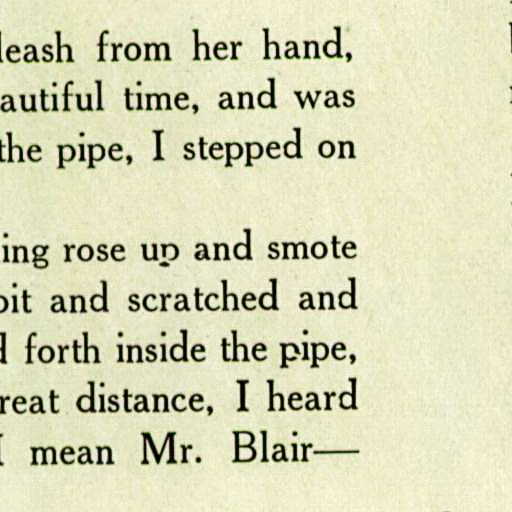 leash from her hand,
autiful time, and was
the pipe, I stepped on
ing rose up and smote
bit and scratched and
forth inside the pipe,
reat distance, I heard
I mean Mr. Blair—